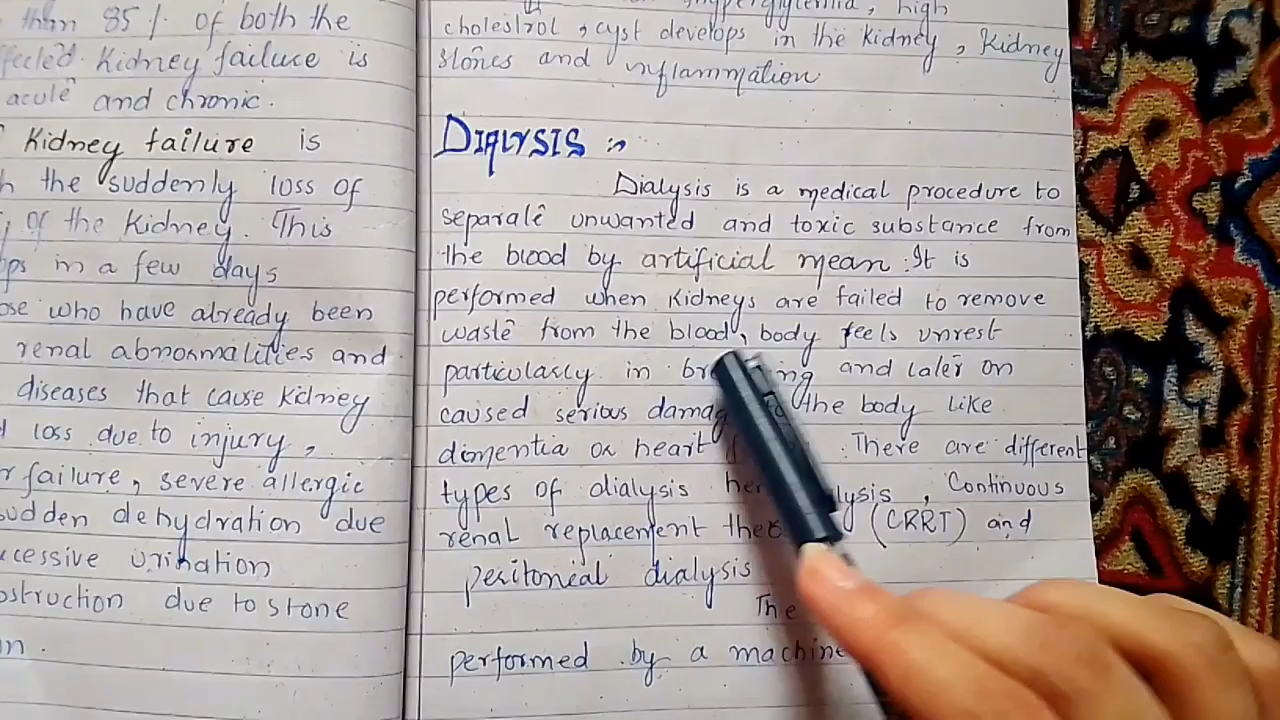 than 85% of both the
Kidney failure is
acute and chronic.
Kidney failure is
the suddenly loss of
of the Kidney. This
in a few days
who have already been
renal abnormalities and
diseases that cause Kidney
loss due to injury,
failure, severe allergic
dehydration due
urination
due to stone
high
cholestrol, cyst develops in the kidney, Kidney
stones and inflammation
DIALYSIS :-
Dialysis is a medical procedure to
separate unwanted and toxic substance from
the blood by artificial mean. It is
performed when Kidneys are failed to remove
waste from the blood, body feels unrest
particularly in and later on
caused serious the body like
dimentia or heart There are different
types of dialysis , Continuous
renal replacement (CRRT) and
peritoneal dialysis
The
performed by a machine